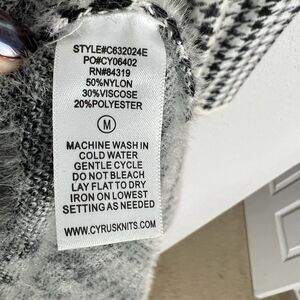 STYLE#C632024E
PO#CY06402
RN#84319
50%NYLON
30%VISCOSE
20%POLYESTER
M
MACHINE WASH IN
COLD WATER
GENTLE CYCLE
DO NOT BLEACH
LAY FLAT TO DRY
IRON ON LOWEST
SETTING AS NEEDED
WWW.CYRUSKNITS.COM